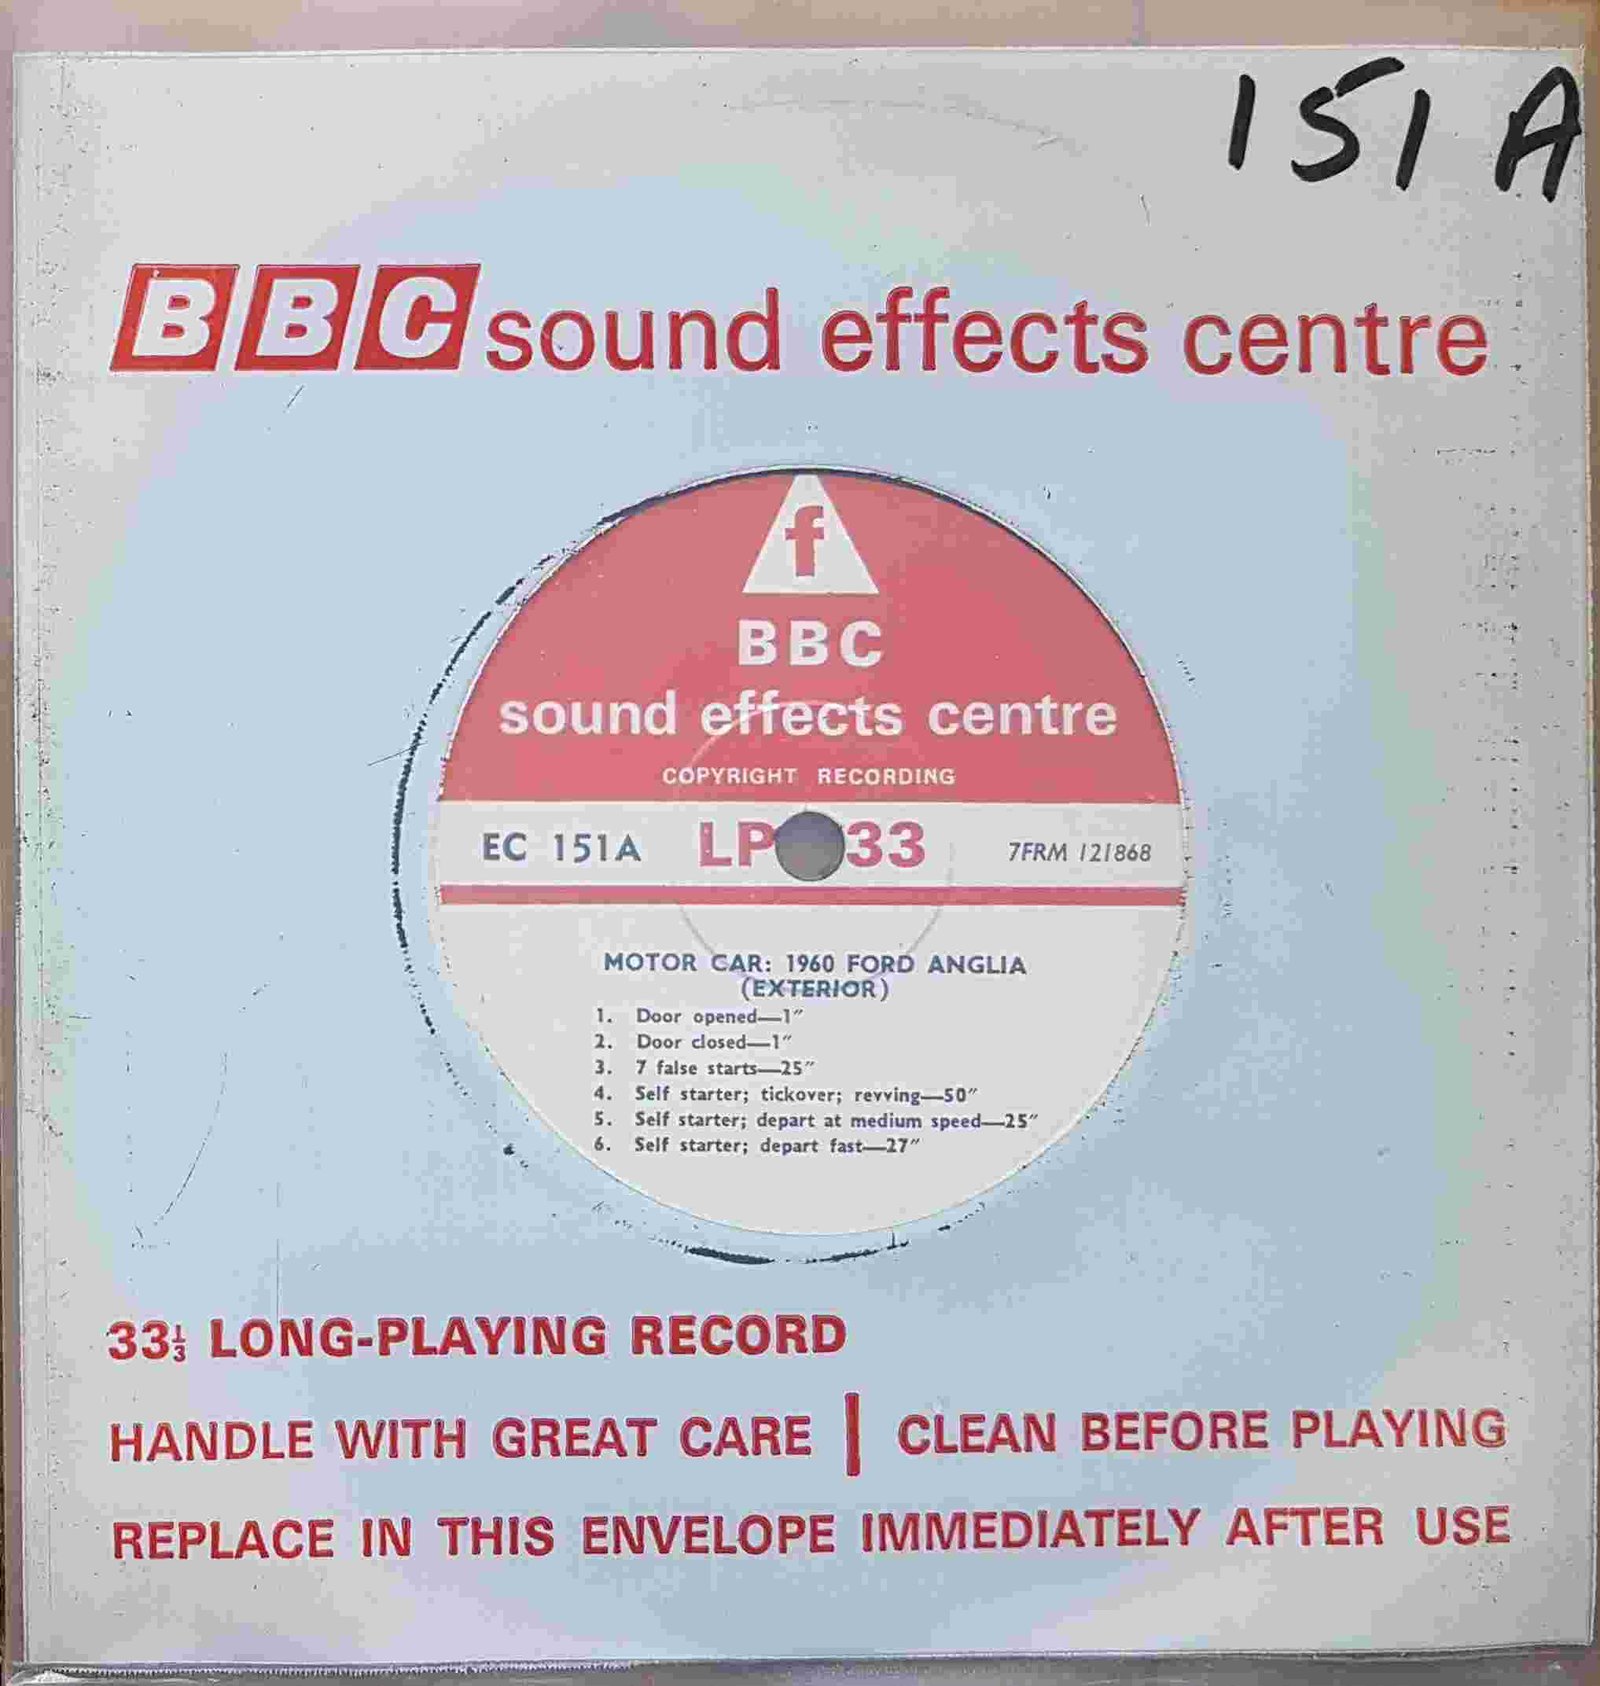 151 A
BBC sound effects centre
f
BBC
sound effects centre
COPYRIGHT RECORDING
EC 151A LP 33 7FRM 121868
MOTOR CAR: 1960 FORD ANGLIA
(EXTERIOR)
1. Door opened—1″
2. Door closed—1″
3. 7 false starts—25″
4. Self starter; tickover; revving—50″
5. Self starter; depart at medium speed—25″
6. Self starter; depart fast—27″
33⅓ LONG-PLAYING RECORD
HANDLE WITH GREAT CARE | CLEAN BEFORE PLAYING
REPLACE IN THIS ENVELOPE IMMEDIATELY AFTER USE